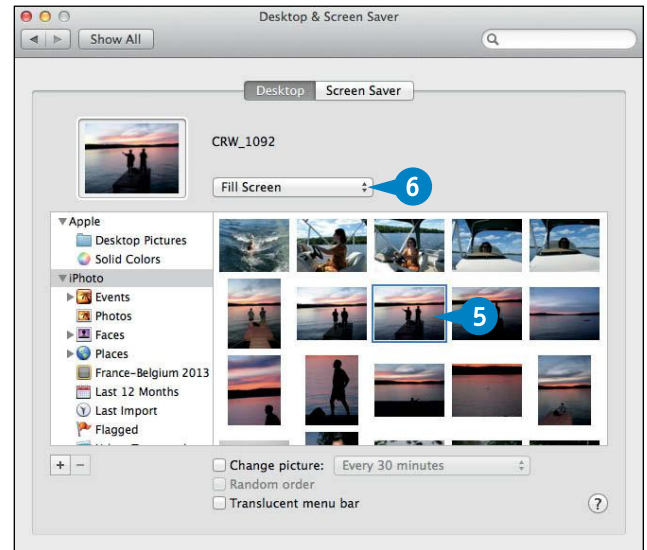 Desktop & Screen Saver
Show All
Desktop Screen Saver
CRW_1092
Fill Screen
6
Apple
Desktop Pictures
Solid Colors
iPhoto
Events
Photos
Faces
Places
France-Belgium 2013
Last 12 Months
Last Import
Flagged
5
+ −
Change picture: Every 30 minutes
Random order
Translucent menu bar
?